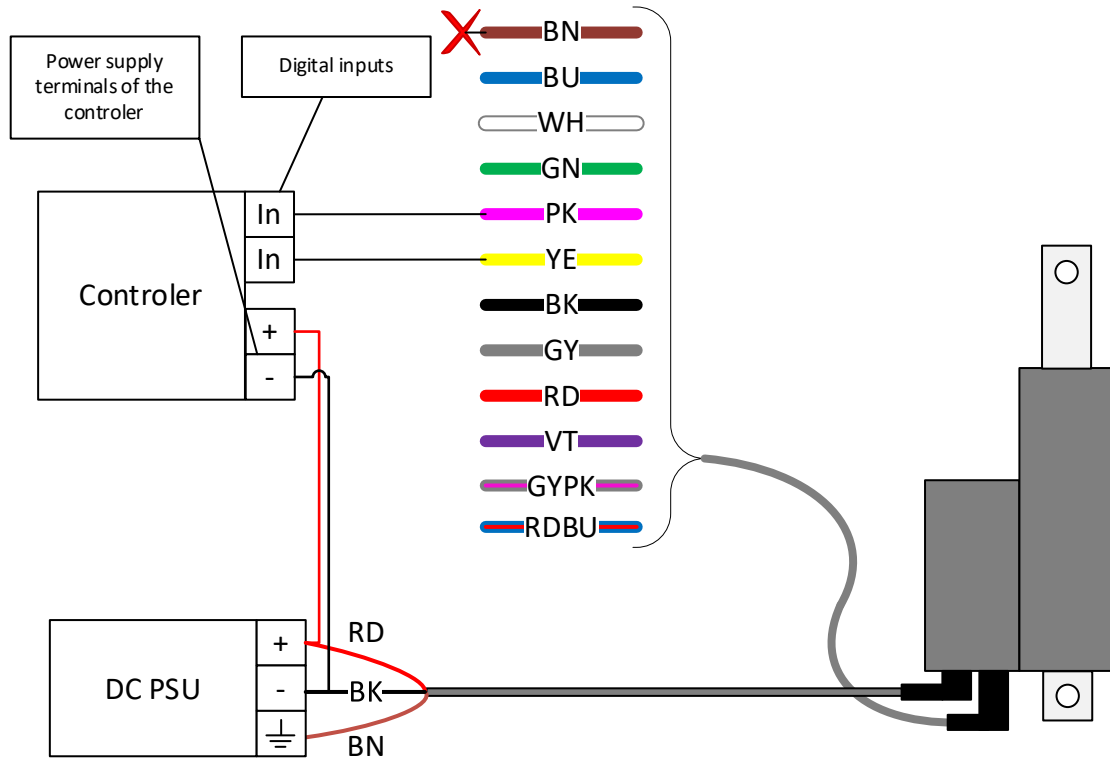 Power supply
terminals of the
controler
Digital inputs
BN
BU
WH
GN
In
PK
In
YE
Controler
BK
+
GY
-
RD
VT
GYPK
RDBU
+
RD
DC PSU
-
BK
BN